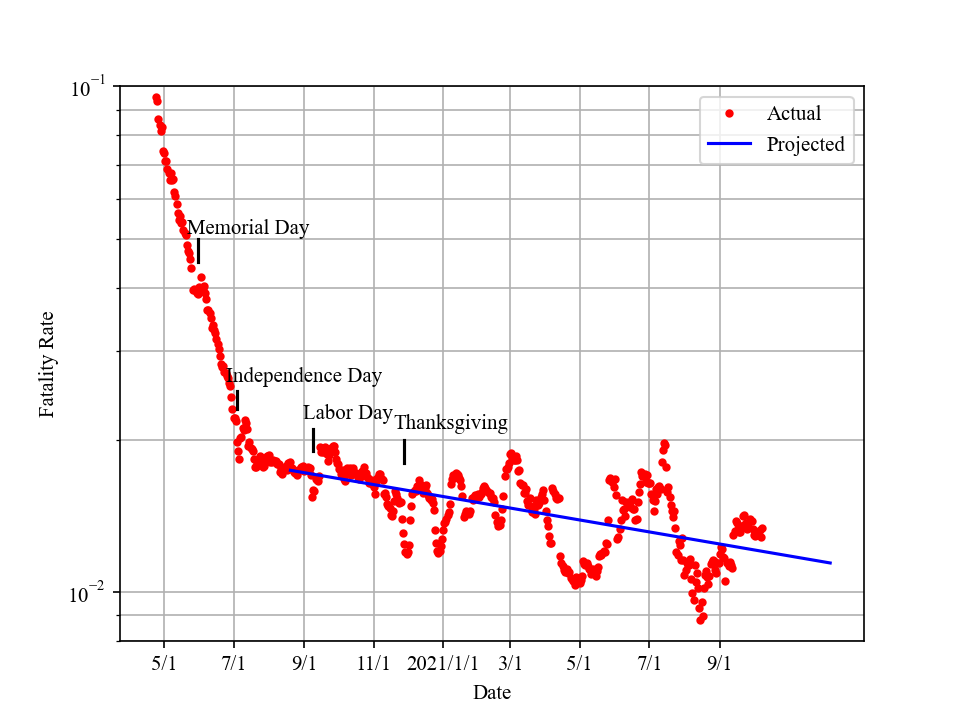 10⁻¹
Actual
Projected
Memorial Day
Independence Day
Labor Day
Thanksgiving
Fatality Rate
10⁻²
5/1 7/1 9/1 11/1 2021/1/1 3/1 5/1 7/1 9/1
Date